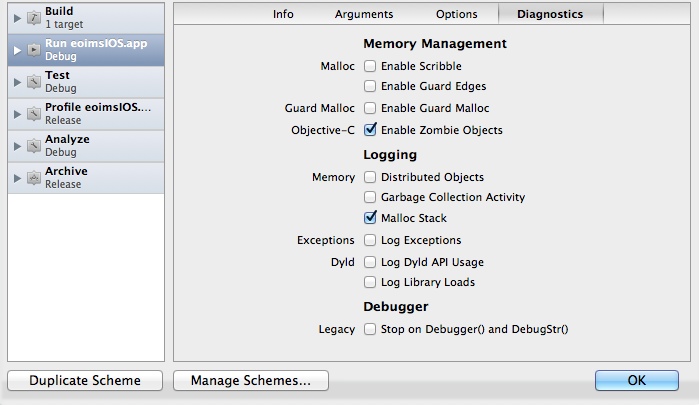 Build
1 target
Run eoimsIOS.app
Debug
Test
Debug
Profile eoimsIOS....
Release
Analyze
Debug
Archive
Release
Info Arguments Options Diagnostics
Memory Management
Malloc Enable Scribble
Enable Guard Edges
Guard Malloc Enable Guard Malloc
Objective-C Enable Zombie Objects
Logging
Memory Distributed Objects
Garbage Collection Activity
Malloc Stack
Exceptions Log Exceptions
Dyld Log Dyld API Usage
Log Library Loads
Debugger
Legacy Stop on Debugger() and DebugStr()
Duplicate Scheme Manage Schemes... OK